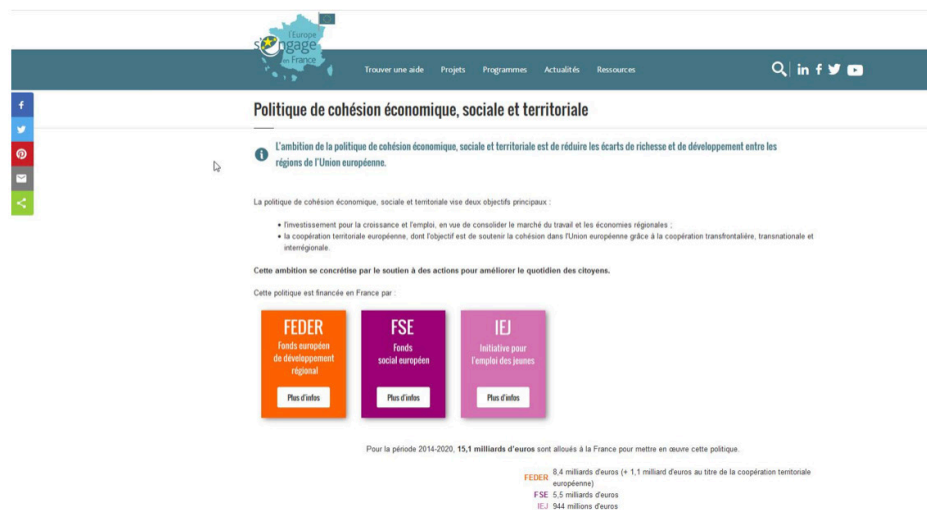 l'Europe
s'engage
en France
Trouver une aide Projets Programmes Actualités Ressources
Politique de cohésion économique, sociale et territoriale
L'ambition de la politique de cohésion économique, sociale et territoriale est de réduire les écarts de richesse et de développement entre les
régions de l'Union européenne.
La politique de cohésion économique, sociale et territoriale vise deux objectifs principaux :
• l'investissement pour la croissance et l'emploi, en vue de consolider le marché du travail et les économies régionales ;
• la coopération territoriale européenne, dont l'objectif est de soutenir la cohésion dans l'Union européenne grâce à la coopération transfrontalière, transnationale et
interrégionale.
Cette ambition se concrétise par le soutien à des actions pour améliorer le quotidien des citoyens.
Cette politique est financée en France par :
FEDER
Fonds européen
de développement
régional
Plus d'infos
FSE
Fonds
social européen
Plus d'infos
IEJ
Initiative pour
l'emploi des jeunes
Plus d'infos
Pour la période 2014-2020, 15,1 milliards d'euros sont alloués à la France pour mettre en œuvre cette politique.
FEDER 8,4 milliards d'euros (+ 1,1 milliard d'euros au titre de la coopération territoriale
européenne)
FSE 5,5 milliards d'euros
IEJ 944 millions d'euros